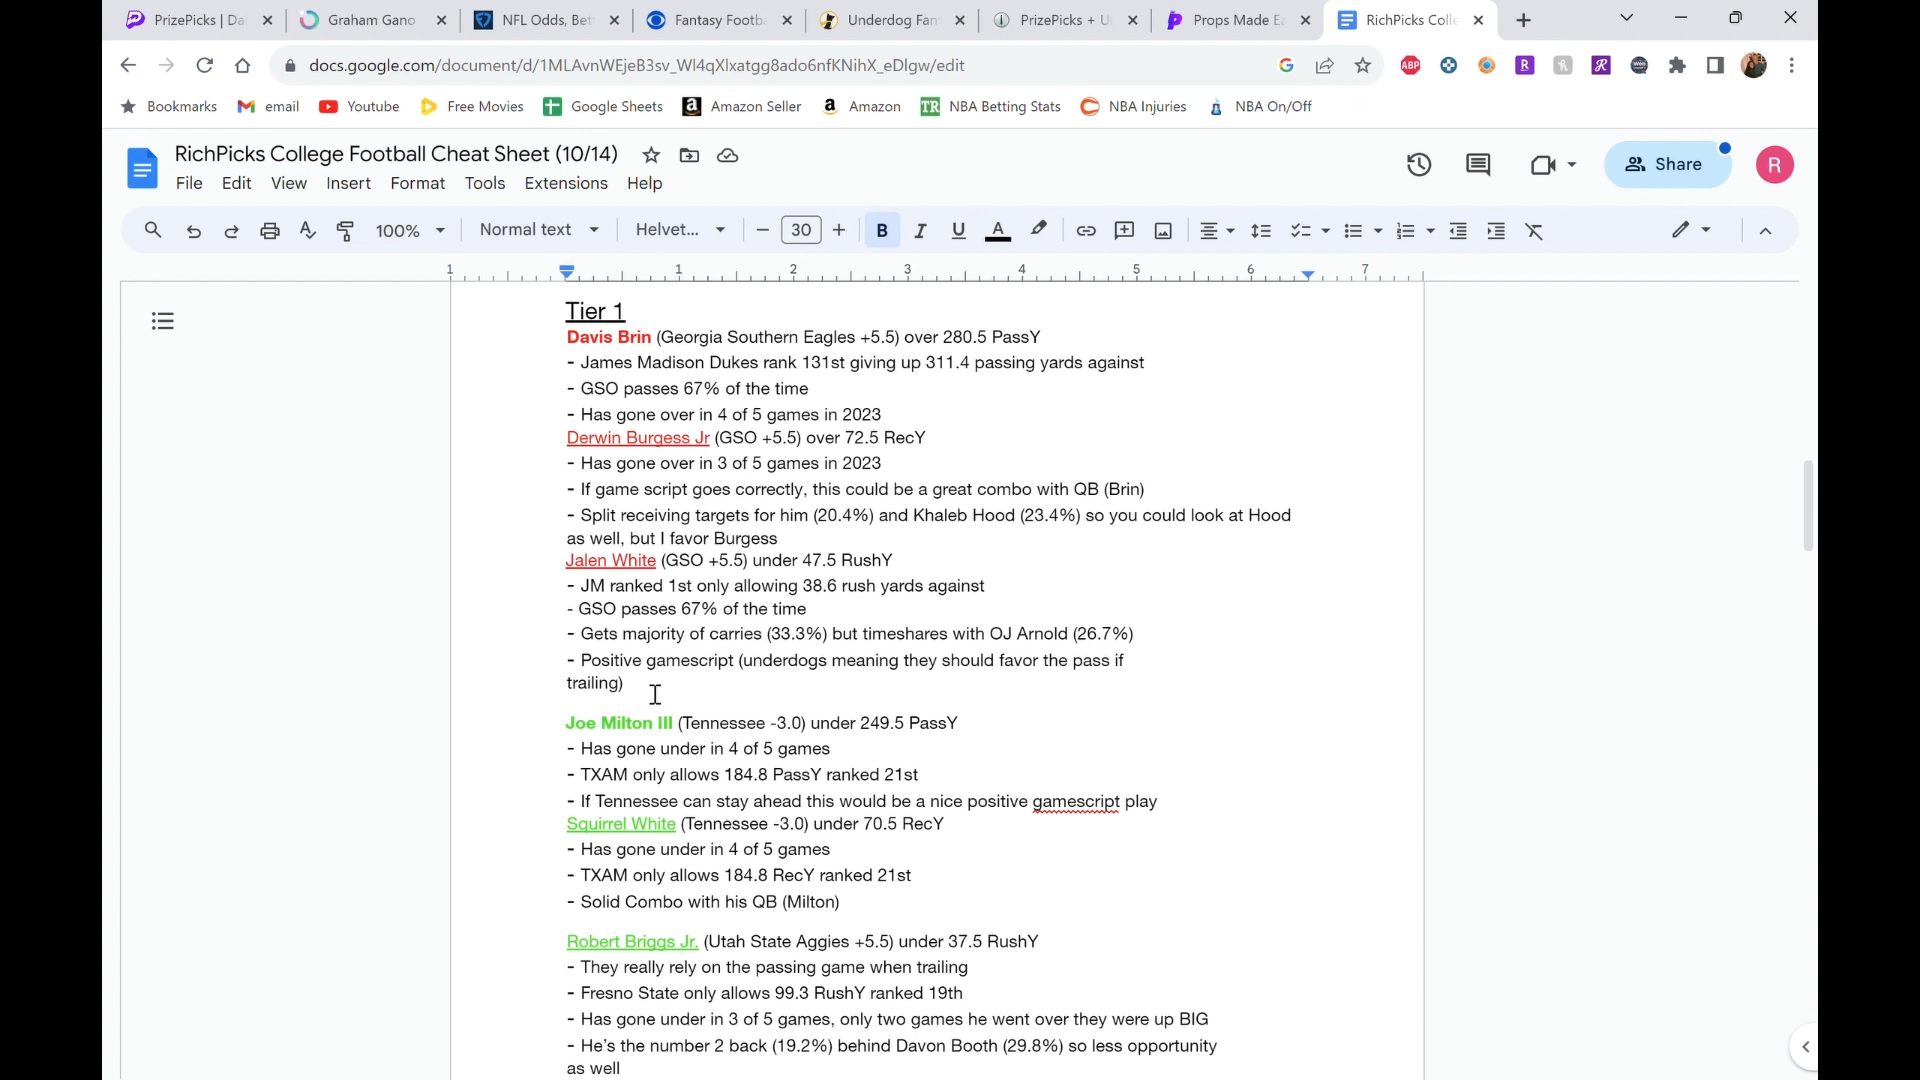 PrizePicks | Da
Graham Gano
NFL Odds, Bet
Fantasy Footba
Underdog Fan
PrizePicks + U
Props Made Ea
RichPicks Colle
docs.google.com/document/d/1MLAvnWEjeB3sv_Wl4qXlxatgg8ado6nfKNihX_eDlgw/edit
Bookmarks
email
Youtube
Free Movies
Google Sheets
Amazon Seller
Amazon
NBA Betting Stats
NBA Injuries
NBA On/Off
RichPicks College Football Cheat Sheet (10/14)
File Edit View Insert Format Tools Extensions Help
Share
R
100%
Normal text
Helvet...
30
1 1 2 3 4 5 6 7
Tier 1
Davis Brin (Georgia Southern Eagles +5.5) over 280.5 PassY
- James Madison Dukes rank 131st giving up 311.4 passing yards against
- GSO passes 67% of the time
- Has gone over in 4 of 5 games in 2023
Derwin Burgess Jr (GSO +5.5) over 72.5 RecY
- Has gone over in 3 of 5 games in 2023
- If game script goes correctly, this could be a great combo with QB (Brin)
- Split receiving targets for him (20.4%) and Khaleb Hood (23.4%) so you could look at Hood
as well, but I favor Burgess
Jalen White (GSO +5.5) under 47.5 RushY
- JM ranked 1st only allowing 38.6 rush yards against
- GSO passes 67% of the time
- Gets majority of carries (33.3%) but timeshares with OJ Arnold (26.7%)
- Positive gamescript (underdogs meaning they should favor the pass if
trailing)
Joe Milton III (Tennessee -3.0) under 249.5 PassY
- Has gone under in 4 of 5 games
- TXAM only allows 184.8 PassY ranked 21st
- If Tennessee can stay ahead this would be a nice positive gamescript play
Squirrel White (Tennessee -3.0) under 70.5 RecY
- Has gone under in 4 of 5 games
- TXAM only allows 184.8 RecY ranked 21st
- Solid Combo with his QB (Milton)
Robert Briggs Jr. (Utah State Aggies +5.5) under 37.5 RushY
- They really rely on the passing game when trailing
- Fresno State only allows 99.3 RushY ranked 19th
- Has gone under in 3 of 5 games, only two games he went over they were up BIG
- He's the number 2 back (19.2%) behind Davon Booth (29.8%) so less opportunity
as well